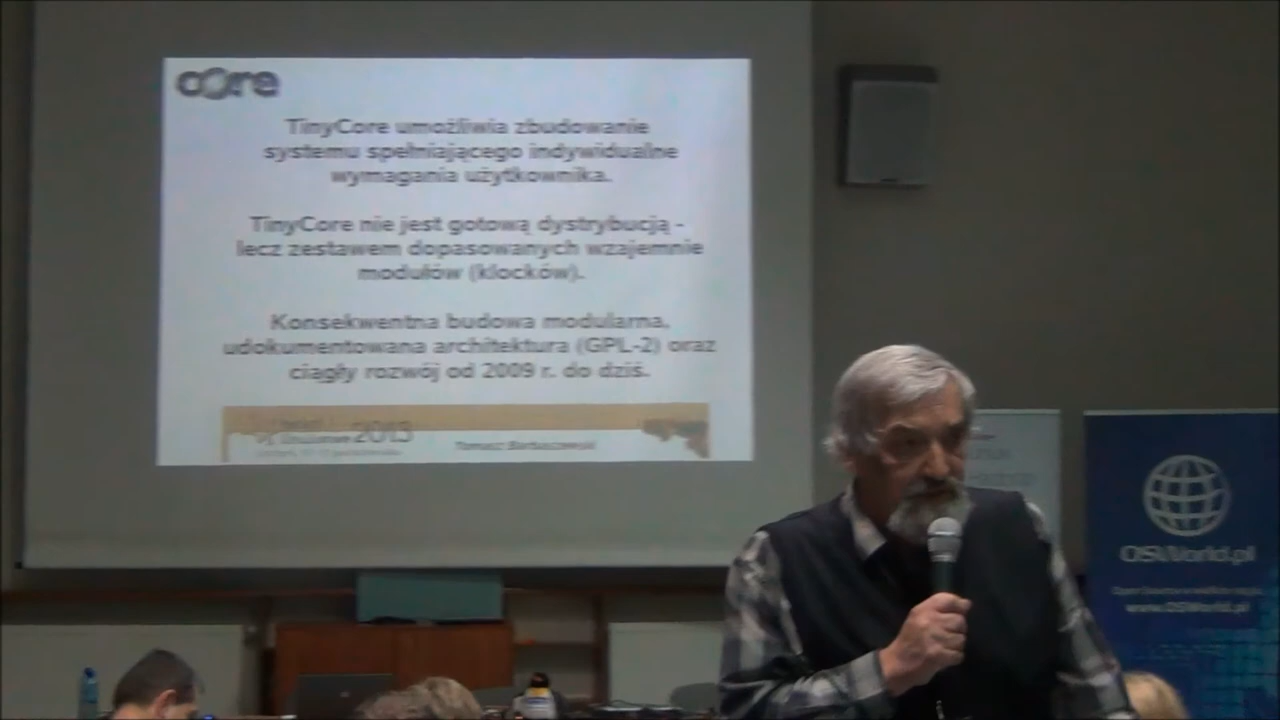 core
TinyCore umożliwia zbudowanie
systemu spełniającego indywidualne
wymagania użytkownika.
TinyCore nie jest gotową dystrybucją -
lecz zestawem dopasowanych wzajemnie
modułów (klocków).
Konsekwentna budowa modularna,
udokumentowana architektura (GPL-2) oraz
ciągły rozwój od 2009 r. do dziś.
2013
Tomasz Barbaszewski
OSWorld.pl
www.OSWorld.pl